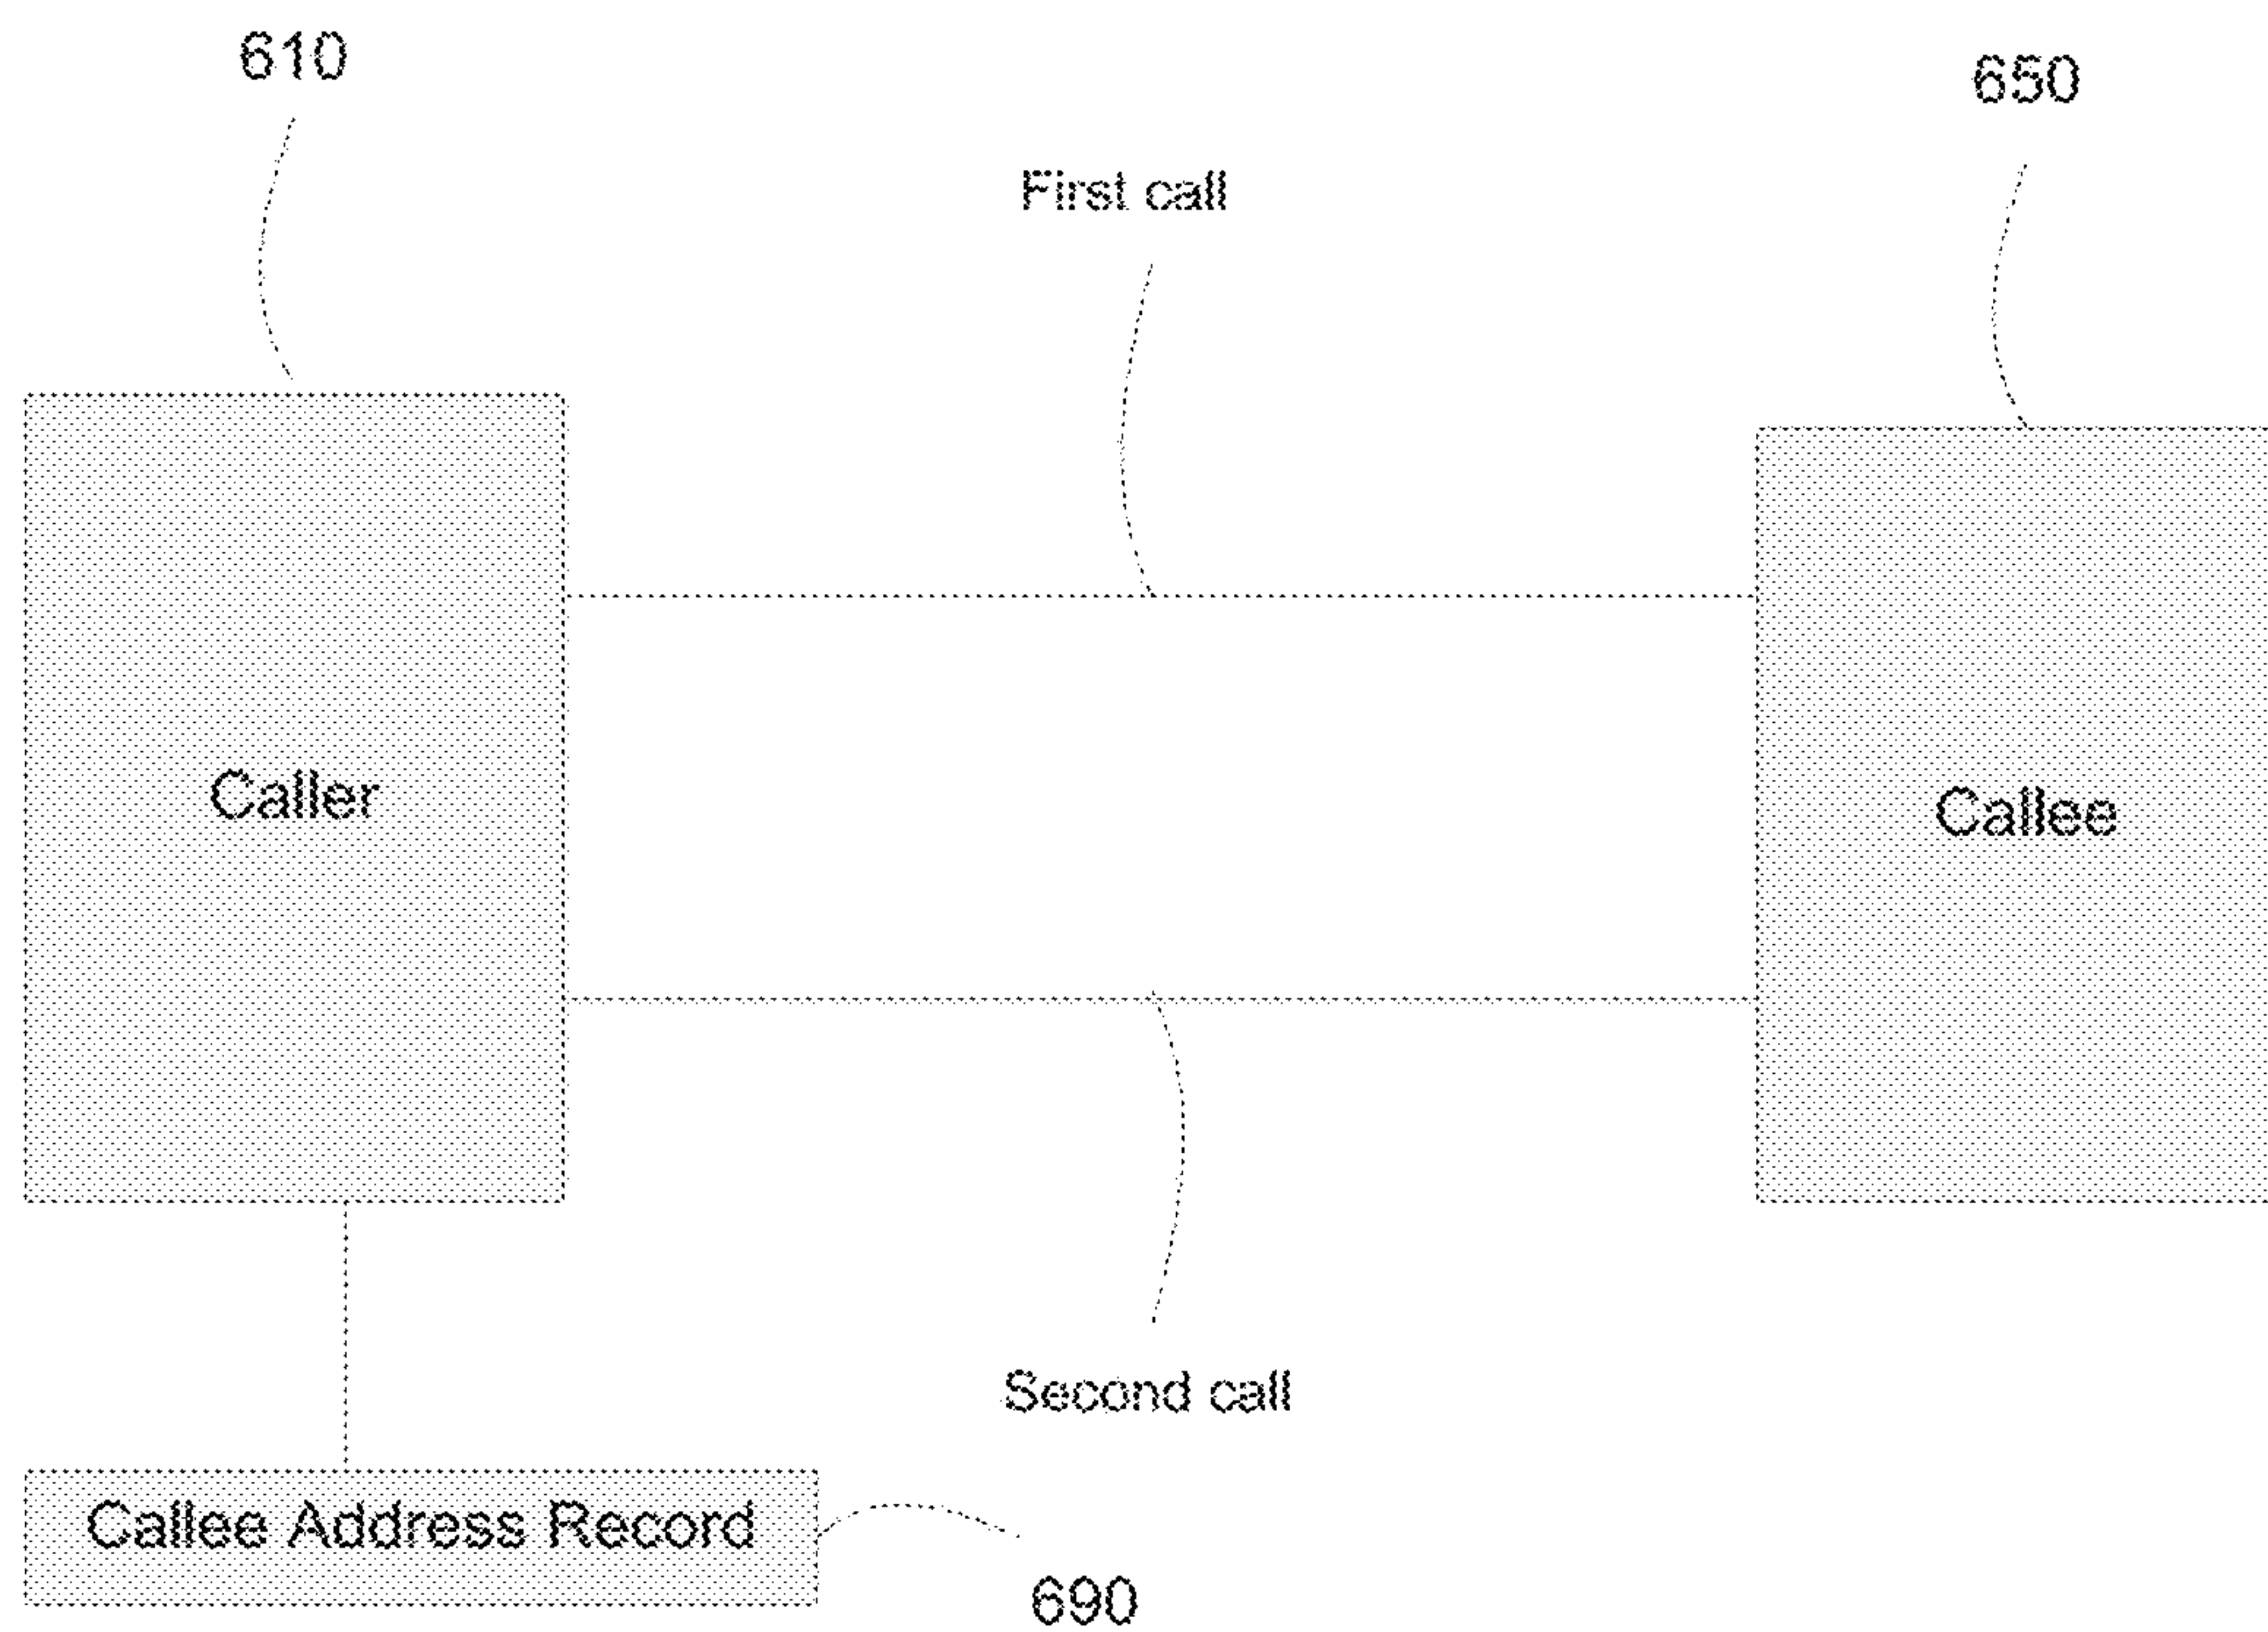 610
650
First call
Caller
Callee
Second call
Callee Address Record
690